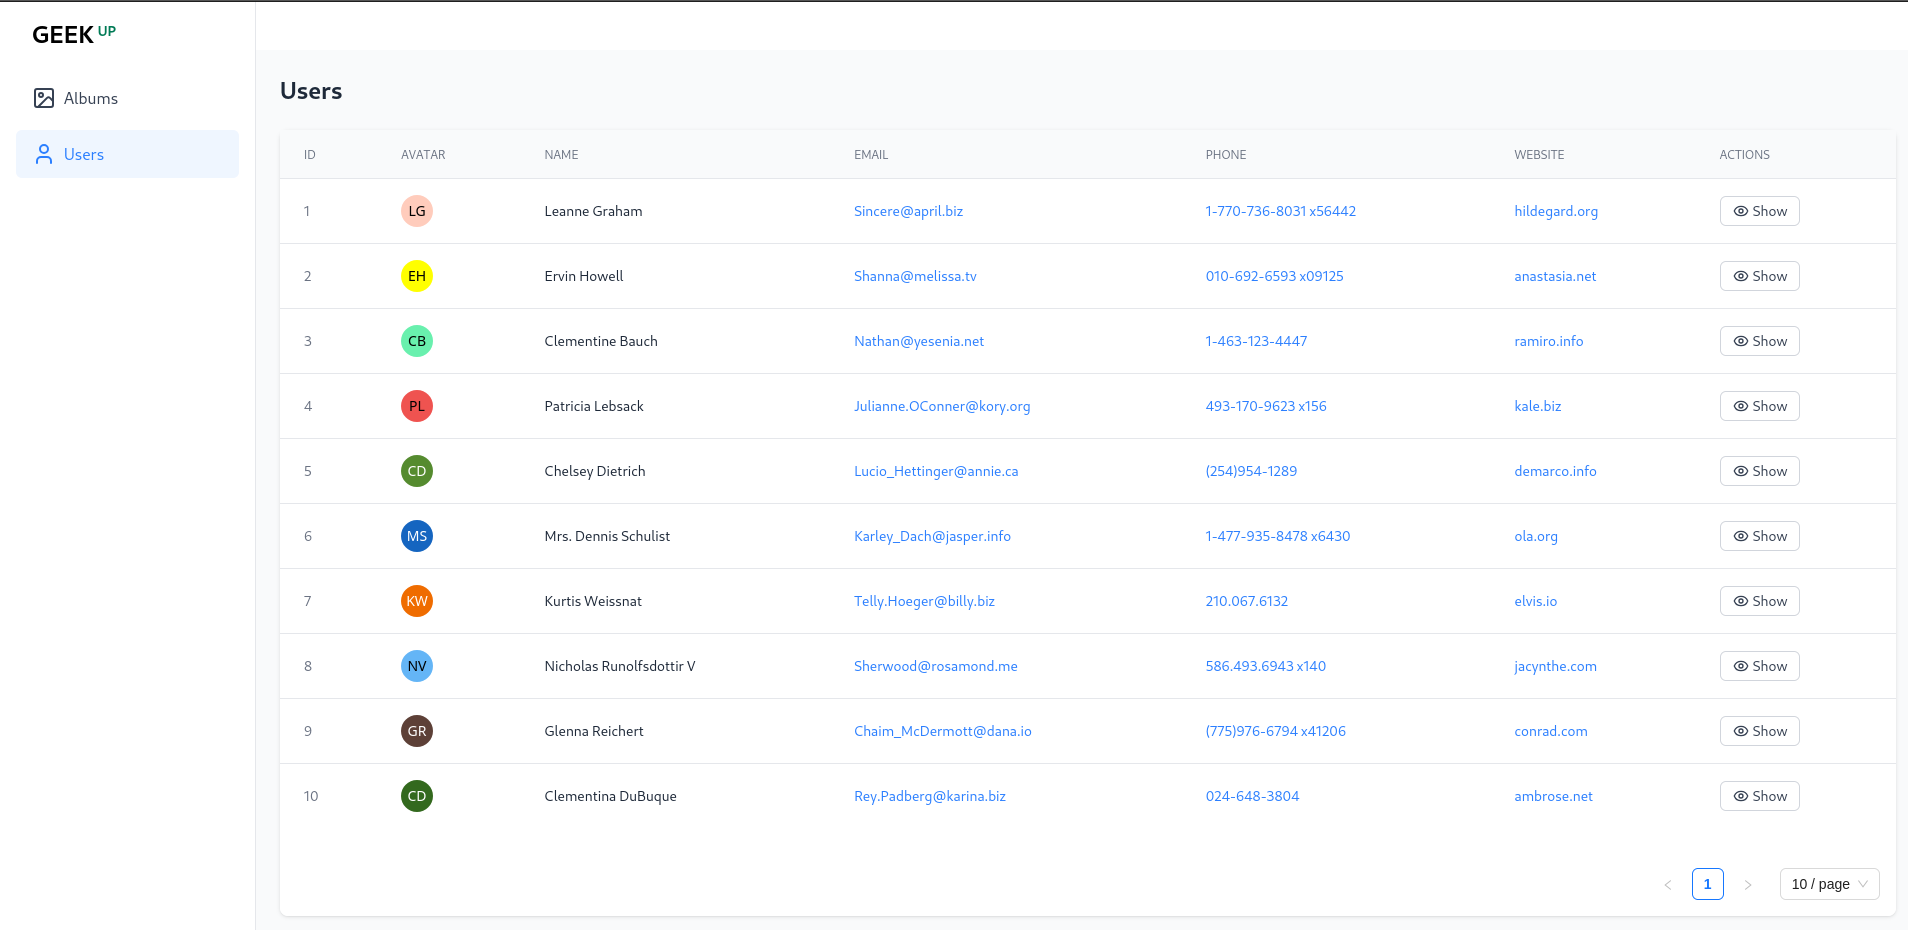 GEEK UP
Albums
Users
Users
ID AVATAR NAME EMAIL PHONE WEBSITE ACTIONS
1 LG Leanne Graham Sincere@april.biz 1-770-736-8031 x56442 hildegard.org Show
2 EH Ervin Howell Shanna@melissa.tv 010-692-6593 x09125 anastasia.net Show
3 CB Clementine Bauch Nathan@yesenia.net 1-463-123-4447 ramiro.info Show
4 PL Patricia Lebsack Julianne.OConner@kory.org 493-170-9623 x156 kale.biz Show
5 CD Chelsey Dietrich Lucio_Hettinger@annie.ca (254)954-1289 demarco.info Show
6 MS Mrs. Dennis Schulist Karley_Dach@jasper.info 1-477-935-8478 x6430 ola.org Show
7 KW Kurtis Weissnat Telly.Hoeger@billy.biz 210.067.6132 elvis.io Show
8 NV Nicholas Runolfsdottir V Sherwood@rosamond.me 586.493.6943 x140 jacynthe.com Show
9 GR Glenna Reichert Chaim_McDermott@dana.io (775)976-6794 x41206 conrad.com Show
10 CD Clementina DuBuque Rey.Padberg@karina.biz 024-648-3804 ambrose.net Show
1 10 / page